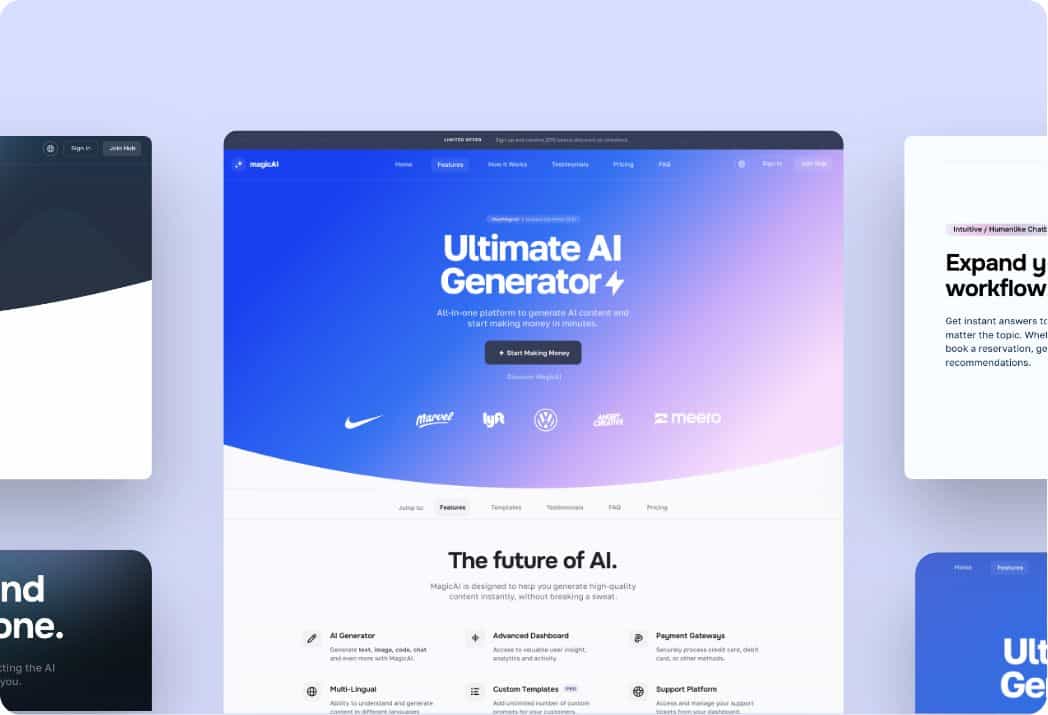 LIMITED OFFER Sign up and receive 20% bonus discount on checkout.
Sign In Join Hub
magicAI Home Features How it Works Testimonials Pricing FAQ Sign In Join Hub
Ultimate AI
Generator
All-in-one platform to generate AI content and
start making money in minutes.
Start Making Money
Discover MagicAI
Marvel lyft meero
Jump to: Features Templates Testimonials FAQ Pricing
The future of AI.
MagicAI is designed to help you generate high-quality
content instantly, without breaking a sweat.
AI Generator
Generate text, image, code, chat
and even more with MagicAI.
Advanced Dashboard
Access to valuable user insight,
analytics and activity.
Payment Gateways
Securely process credit card, debit
card, or other methods.
Multi-Lingual
Ability to understand and generate
content in different languages
Custom Templates PRO
Add unlimited number of custom
prompts for your customers.
Support Platform
Access and manage your support
tickets from your dashboard.
Intuitive / Humanlike Chatb
Expand y
workflow
Get instant answers to
matter the topic. Whet
book a reservation, ge
recommendations.
nd
one.
cting the AI
you.
Home Features
Ult
Ge